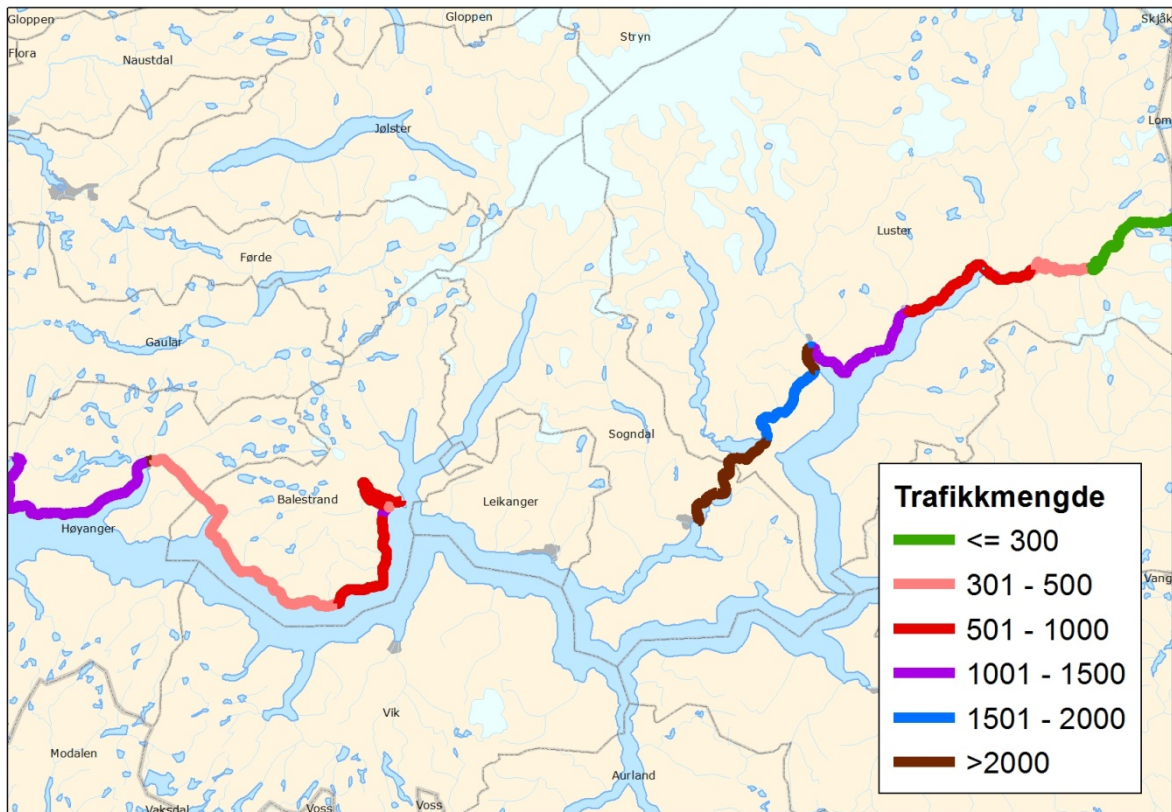 Gloppen
Gloppen
Skjåk
Flora
Stryn
Naustdal
Lom
Jølster
Luster
Førde
Gaular
Sogndal
Balestrand
Leikanger
Høyanger
Trafikkmengde
<= 300
301 - 500
501 - 1000
1001 - 1500
1501 - 2000
>2000
Vang
Vik
Modalen
Aurland
Vaksdal
Voss
Voss